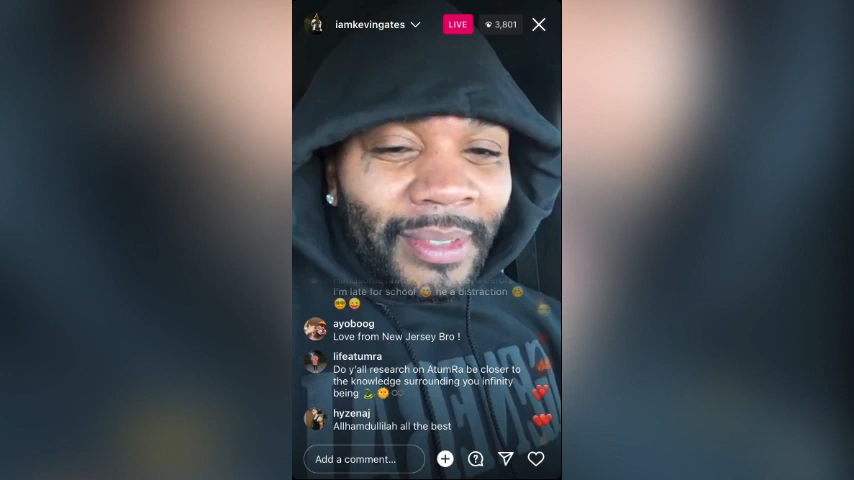 iamkevingates
LIVE
3,801
I'm late for school 🤓 he a distraction 🤓
🤓😜
ayoboog
Love from New Jersey Bro !
lifeatumra
Do y'all research on AtumRa be closer to
the knowledge surrounding you infinity
being 🐍🌞♾
hyzenaj
Allhamdullilah all the best
Add a comment...